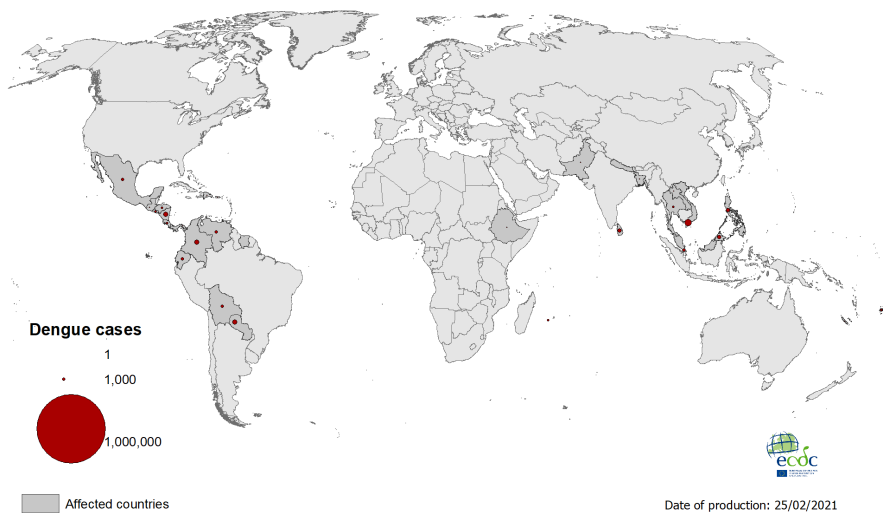 Dengue cases
1
1,000
1,000,000
ecdc
Affected countries
Date of production: 25/02/2021